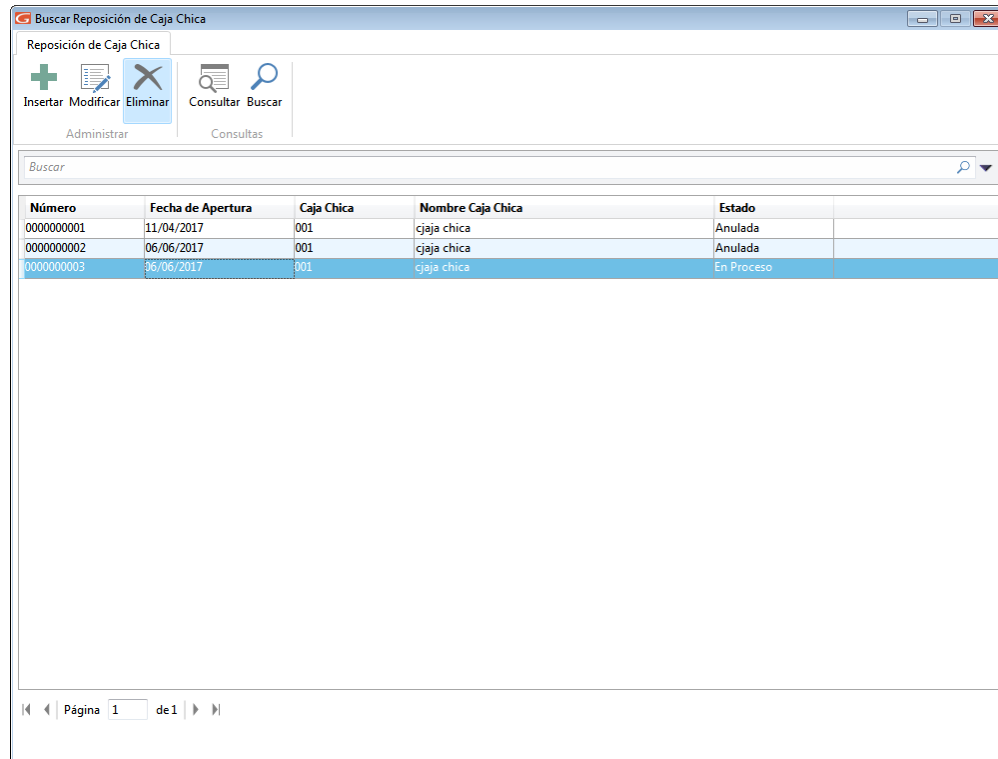 Buscar Reposición de Caja Chica
Reposición de Caja Chica
Insertar Modificar Eliminar Consultar Buscar
Administrar Consultas
Buscar
Número Fecha de Apertura Caja Chica Nombre Caja Chica Estado
0000000001 11/04/2017 001 cjaja chica Anulada
0000000002 06/06/2017 001 cjaja chica Anulada
0000000003 06/06/2017 001 cjaja chica En Proceso
Página 1 de 1